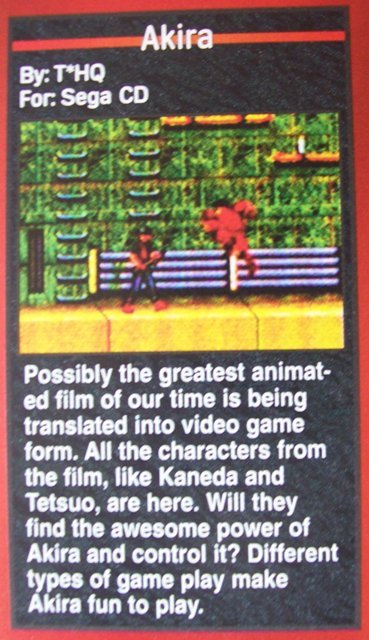 Akira
By: T*HQ
For: Sega CD
Possibly the greatest animat-
ed film of our time is being
translated into video game
form. All the characters from
the film, like Kaneda and
Tetsuo, are here. Will they
find the awesome power of
Akira and control it? Different
types of game play make
Akira fun to play.